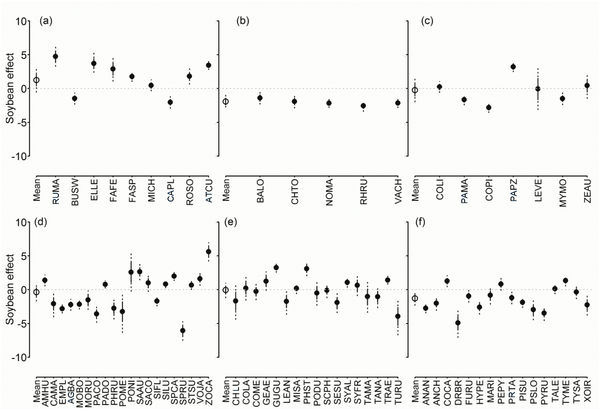 (a) (b) (c)
Soybean effect
10
5
0
-5
-10
Mean RUMA BUSW ELLE FAFE FASP MICH CAPL ROSO ATCU
Mean BALO CHTO NOMA RHRU VACH
Mean COLI PAMA COPI PAPZ LEVE MYMO ZEAU
(d) (e) (f)
Soybean effect
10
5
0
-5
-10
Mean AMHU CAMA EMPL AGBA MOBO MORU PACO PADO PHRU POME PONI SAAU SACO SIFL SILU SPCA SPRU STSU VOJA ZOCA
Mean CHLU COLA COME GEAE GUGU LEAN MISA PHST PODU SCPH SESU SYAL SYFR TAMA TANA TRAE TURU
Mean ANAN ANCH COCA DRBR FURU HYPE MARI PEPY PRTA PISU PSLO PYRU TALE TYME TYSA XOIR